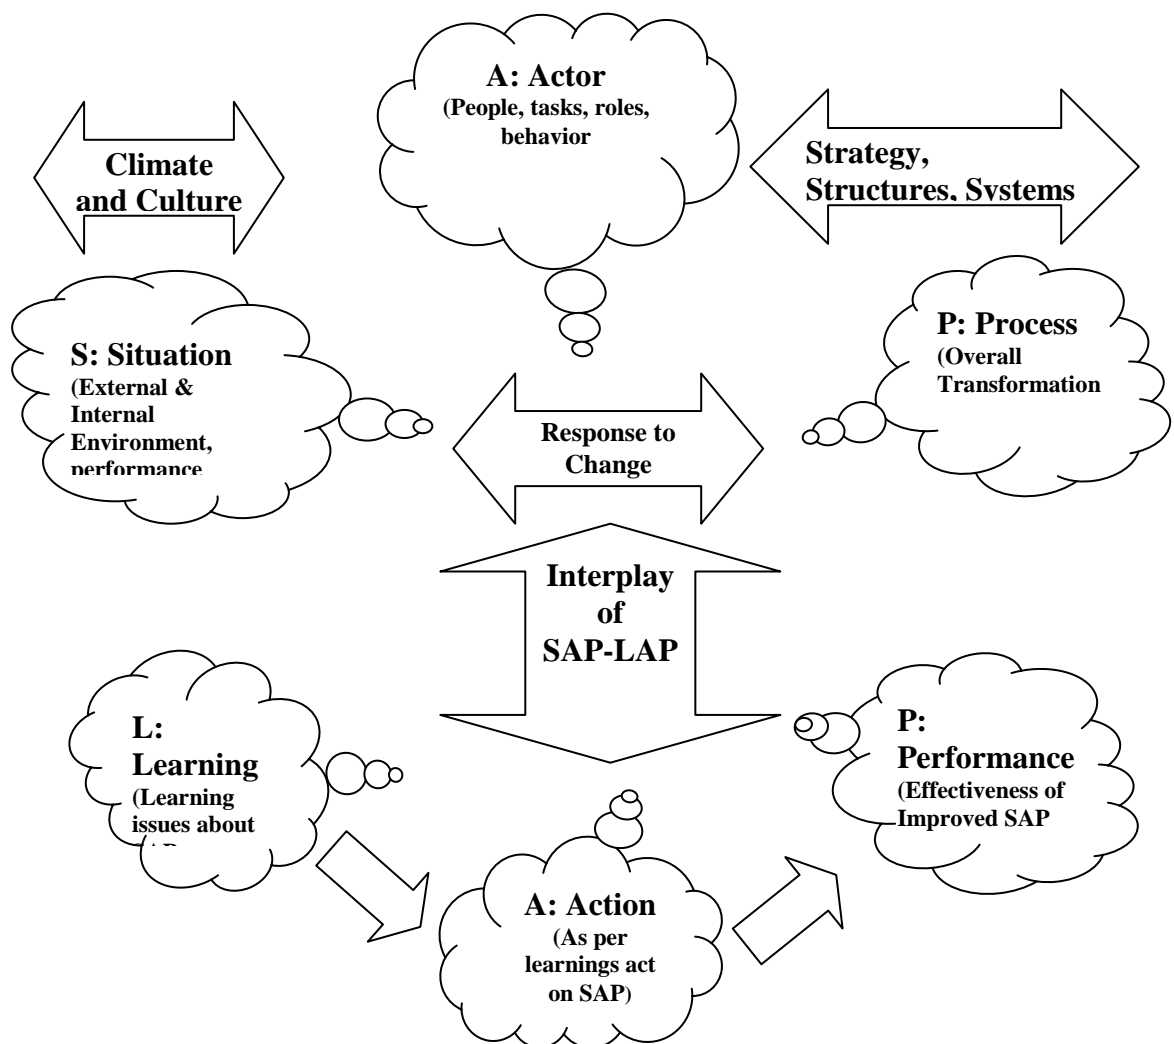 A: Actor
(People, tasks, roles,
behavior
Climate
and Culture
Strategy,
Structures, Systems
S: Situation
(External &
Internal
Environment,
performance
P: Process
(Overall
Transformation
Response to
Change
Interplay
of
SAP-LAP
L:
Learning
(Learning
issues about
A: Action
(As per
learnings act
on SAP)
P:
Performance
(Effectiveness of
Improved SAP